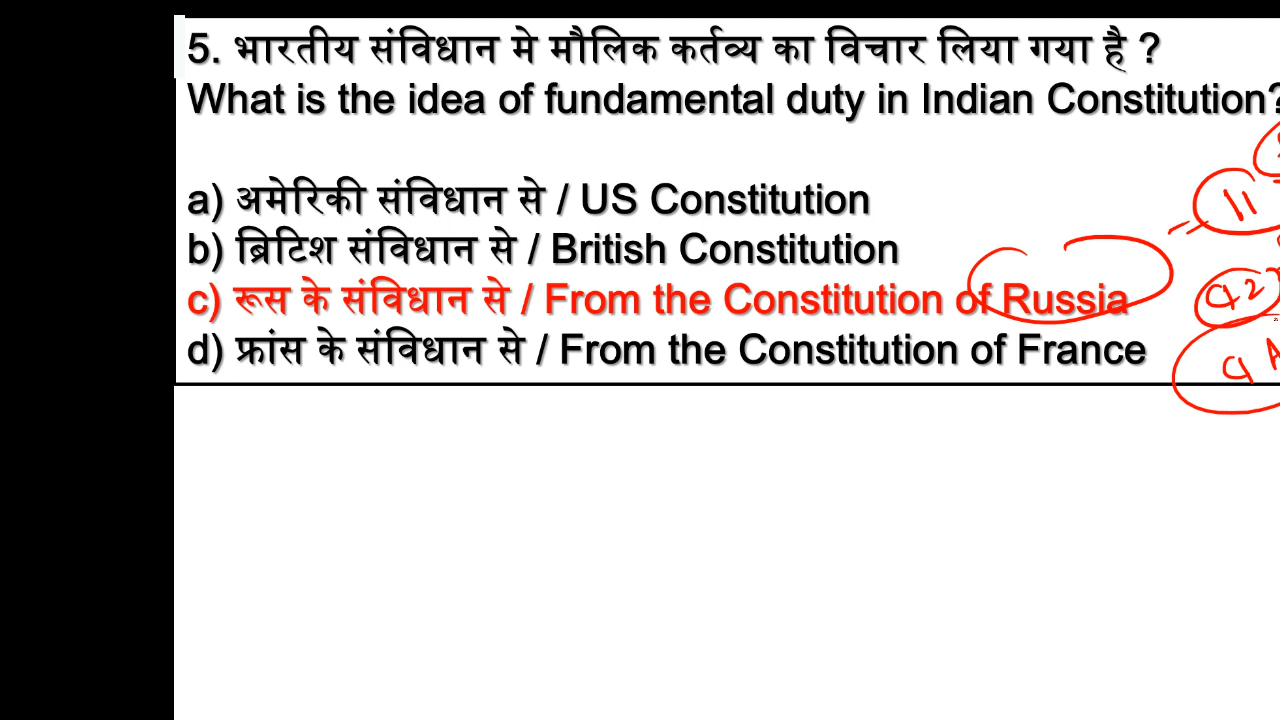 5. भारतीय संविधान मे मौलिक कर्तव्य का विचार लिया गया है ?
What is the idea of fundamental duty in Indian Constitution?
a) अमेरिकी संविधान से / US Constitution
11
b) ब्रिटिश संविधान से / British Constitution
c) रूस के संविधान से / From the Constitution of Russia
42
d) फ्रांस के संविधान से / From the Constitution of France